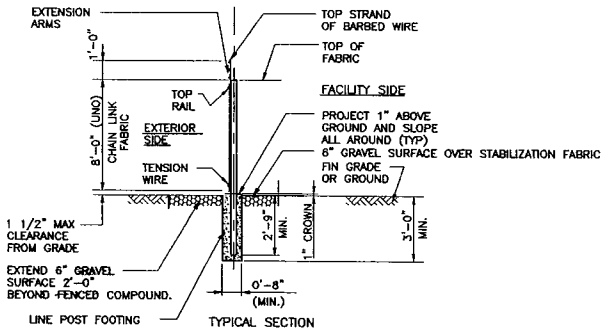 EXTENSION
ARMS
TOP STRAND
OF BARBED WIRE
1'-0"
TOP OF
FABRIC
TOP
RAIL
FACILITY SIDE
8'-0" (UNO)
CHAIN LINK
FABRIC
EXTERIOR
SIDE
PROJECT 1" ABOVE
GROUND AND SLOPE
ALL AROUND (TYP)
6" GRAVEL SURFACE OVER STABILIZATION FABRIC
TENSION
WIRE
FIN GRADE
OR GROUND
1 1/2" MAX
CLEARANCE
FROM GRADE
2'-9"
MIN.
1" CROWN
3'-0"
MIN.
EXTEND 6" GRAVEL
SURFACE 2'-0"
BEYOND FENCED COMPOUND.
0'-8"
(MIN.)
LINE POST FOOTING
TYPICAL SECTION